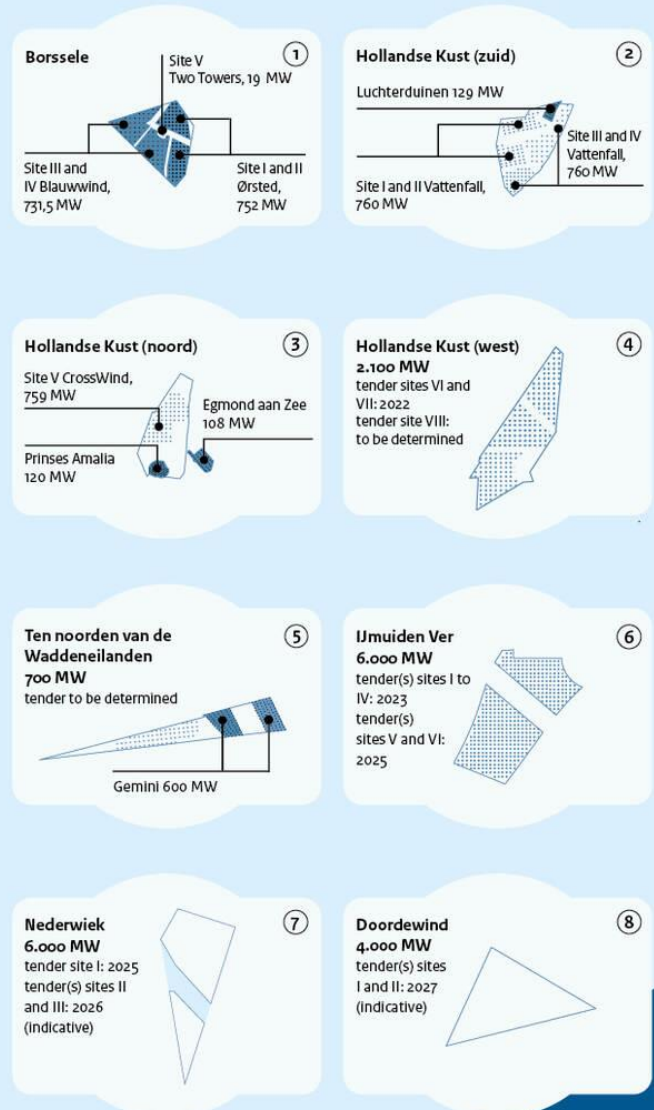 Borssele
1
Site V
Two Towers, 19 MW
Site III and
IV Blauwwind,
731,5 MW
Site I and II
Ørsted,
752 MW
Hollandse Kust (zuid)
2
Luchterduinen 129 MW
Site III and IV
Vattenfall,
760 MW
Site I and II Vattenfall,
760 MW
Hollandse Kust (noord)
3
Site V CrossWind,
759 MW
Egmond aan Zee
108 MW
Prinses Amalia
120 MW
Hollandse Kust (west)
4
2.100 MW
tender sites VI and
VII: 2022
tender site VIII:
to be determined
Ten noorden van de
5
Waddeneilanden
700 MW
tender to be determined
Gemini 600 MW
IJmuiden Ver
6
6.000 MW
tender(s) sites I to
IV: 2023
tender(s)
sites V and VI:
2025
Nederwiek
7
6.000 MW
tender site I: 2025
tender(s) sites II
and III: 2026
(indicative)
Doordewind
8
4.000 MW
tender(s) sites
I and II: 2027
(indicative)